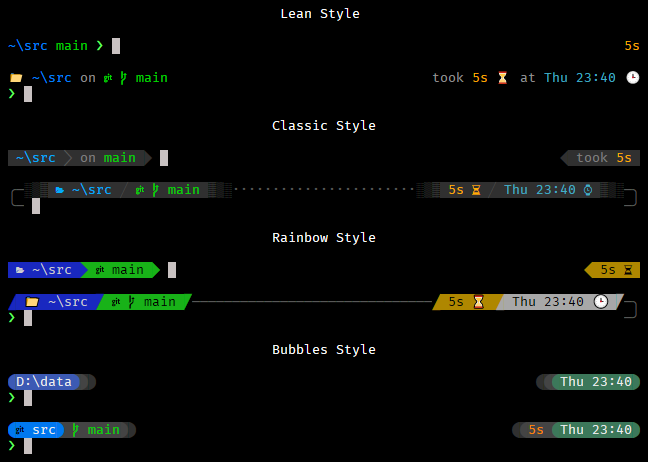 Lean Style
~\src main ❯ 5s
~\src on git main took 5s at Thu 23:40
❯
Classic Style
~\src on main took 5s
~\src git main 5s Thu 23:40
Rainbow Style
~\src git main 5s
~\src git main 5s Thu 23:40
❯
Bubbles Style
D:\data Thu 23:40
❯
git src main 5s Thu 23:40
❯